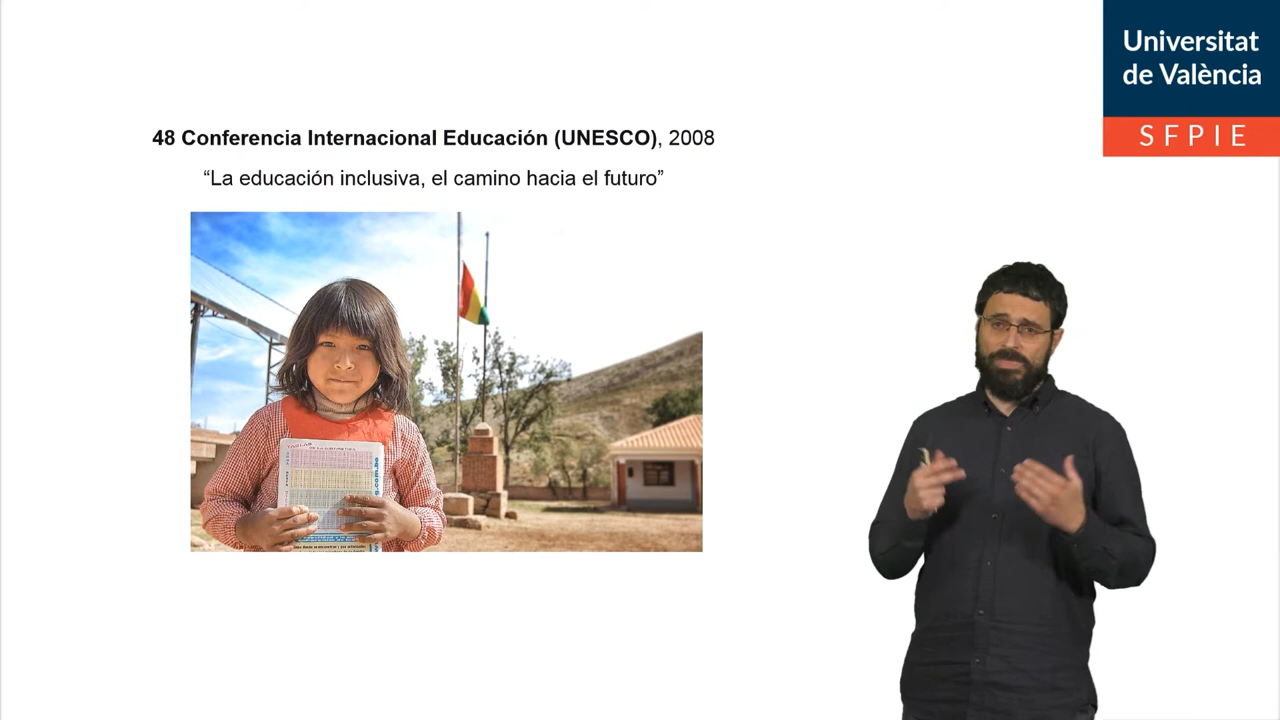 Universitat
de València
SFPIE
48 Conferencia Internacional Educación (UNESCO), 2008
“La educación inclusiva, el camino hacia el futuro”